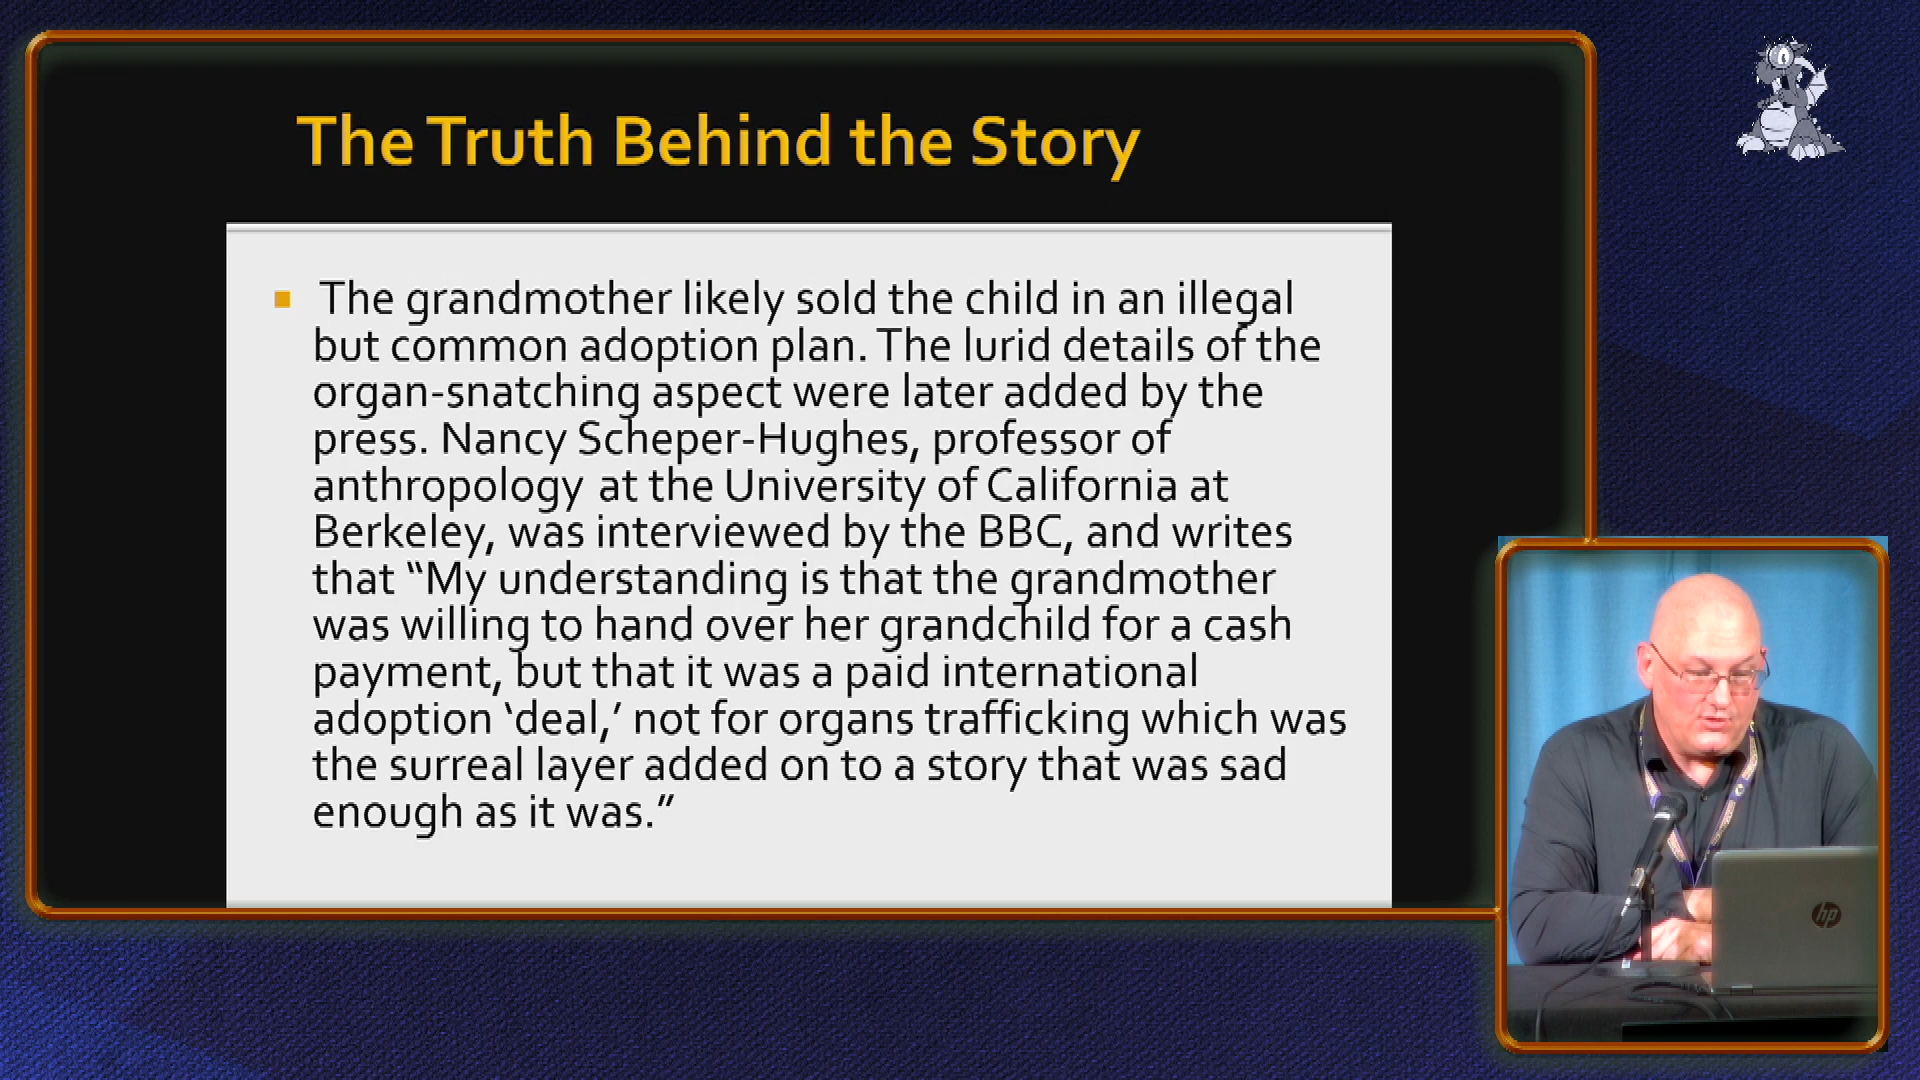 The Truth Behind the Story
The grandmother likely sold the child in an illegal
but common adoption plan. The lurid details of the
organ-snatching aspect were later added by the
press. Nancy Scheper-Hughes, professor of
anthropology at the University of California at
Berkeley, was interviewed by the BBC, and writes
that “My understanding is that the grandmother
was willing to hand over her grandchild for a cash
payment, but that it was a paid international
adoption ‘deal,’ not for organs trafficking which was
the surreal layer added on to a story that was sad
enough as it was.”
hp